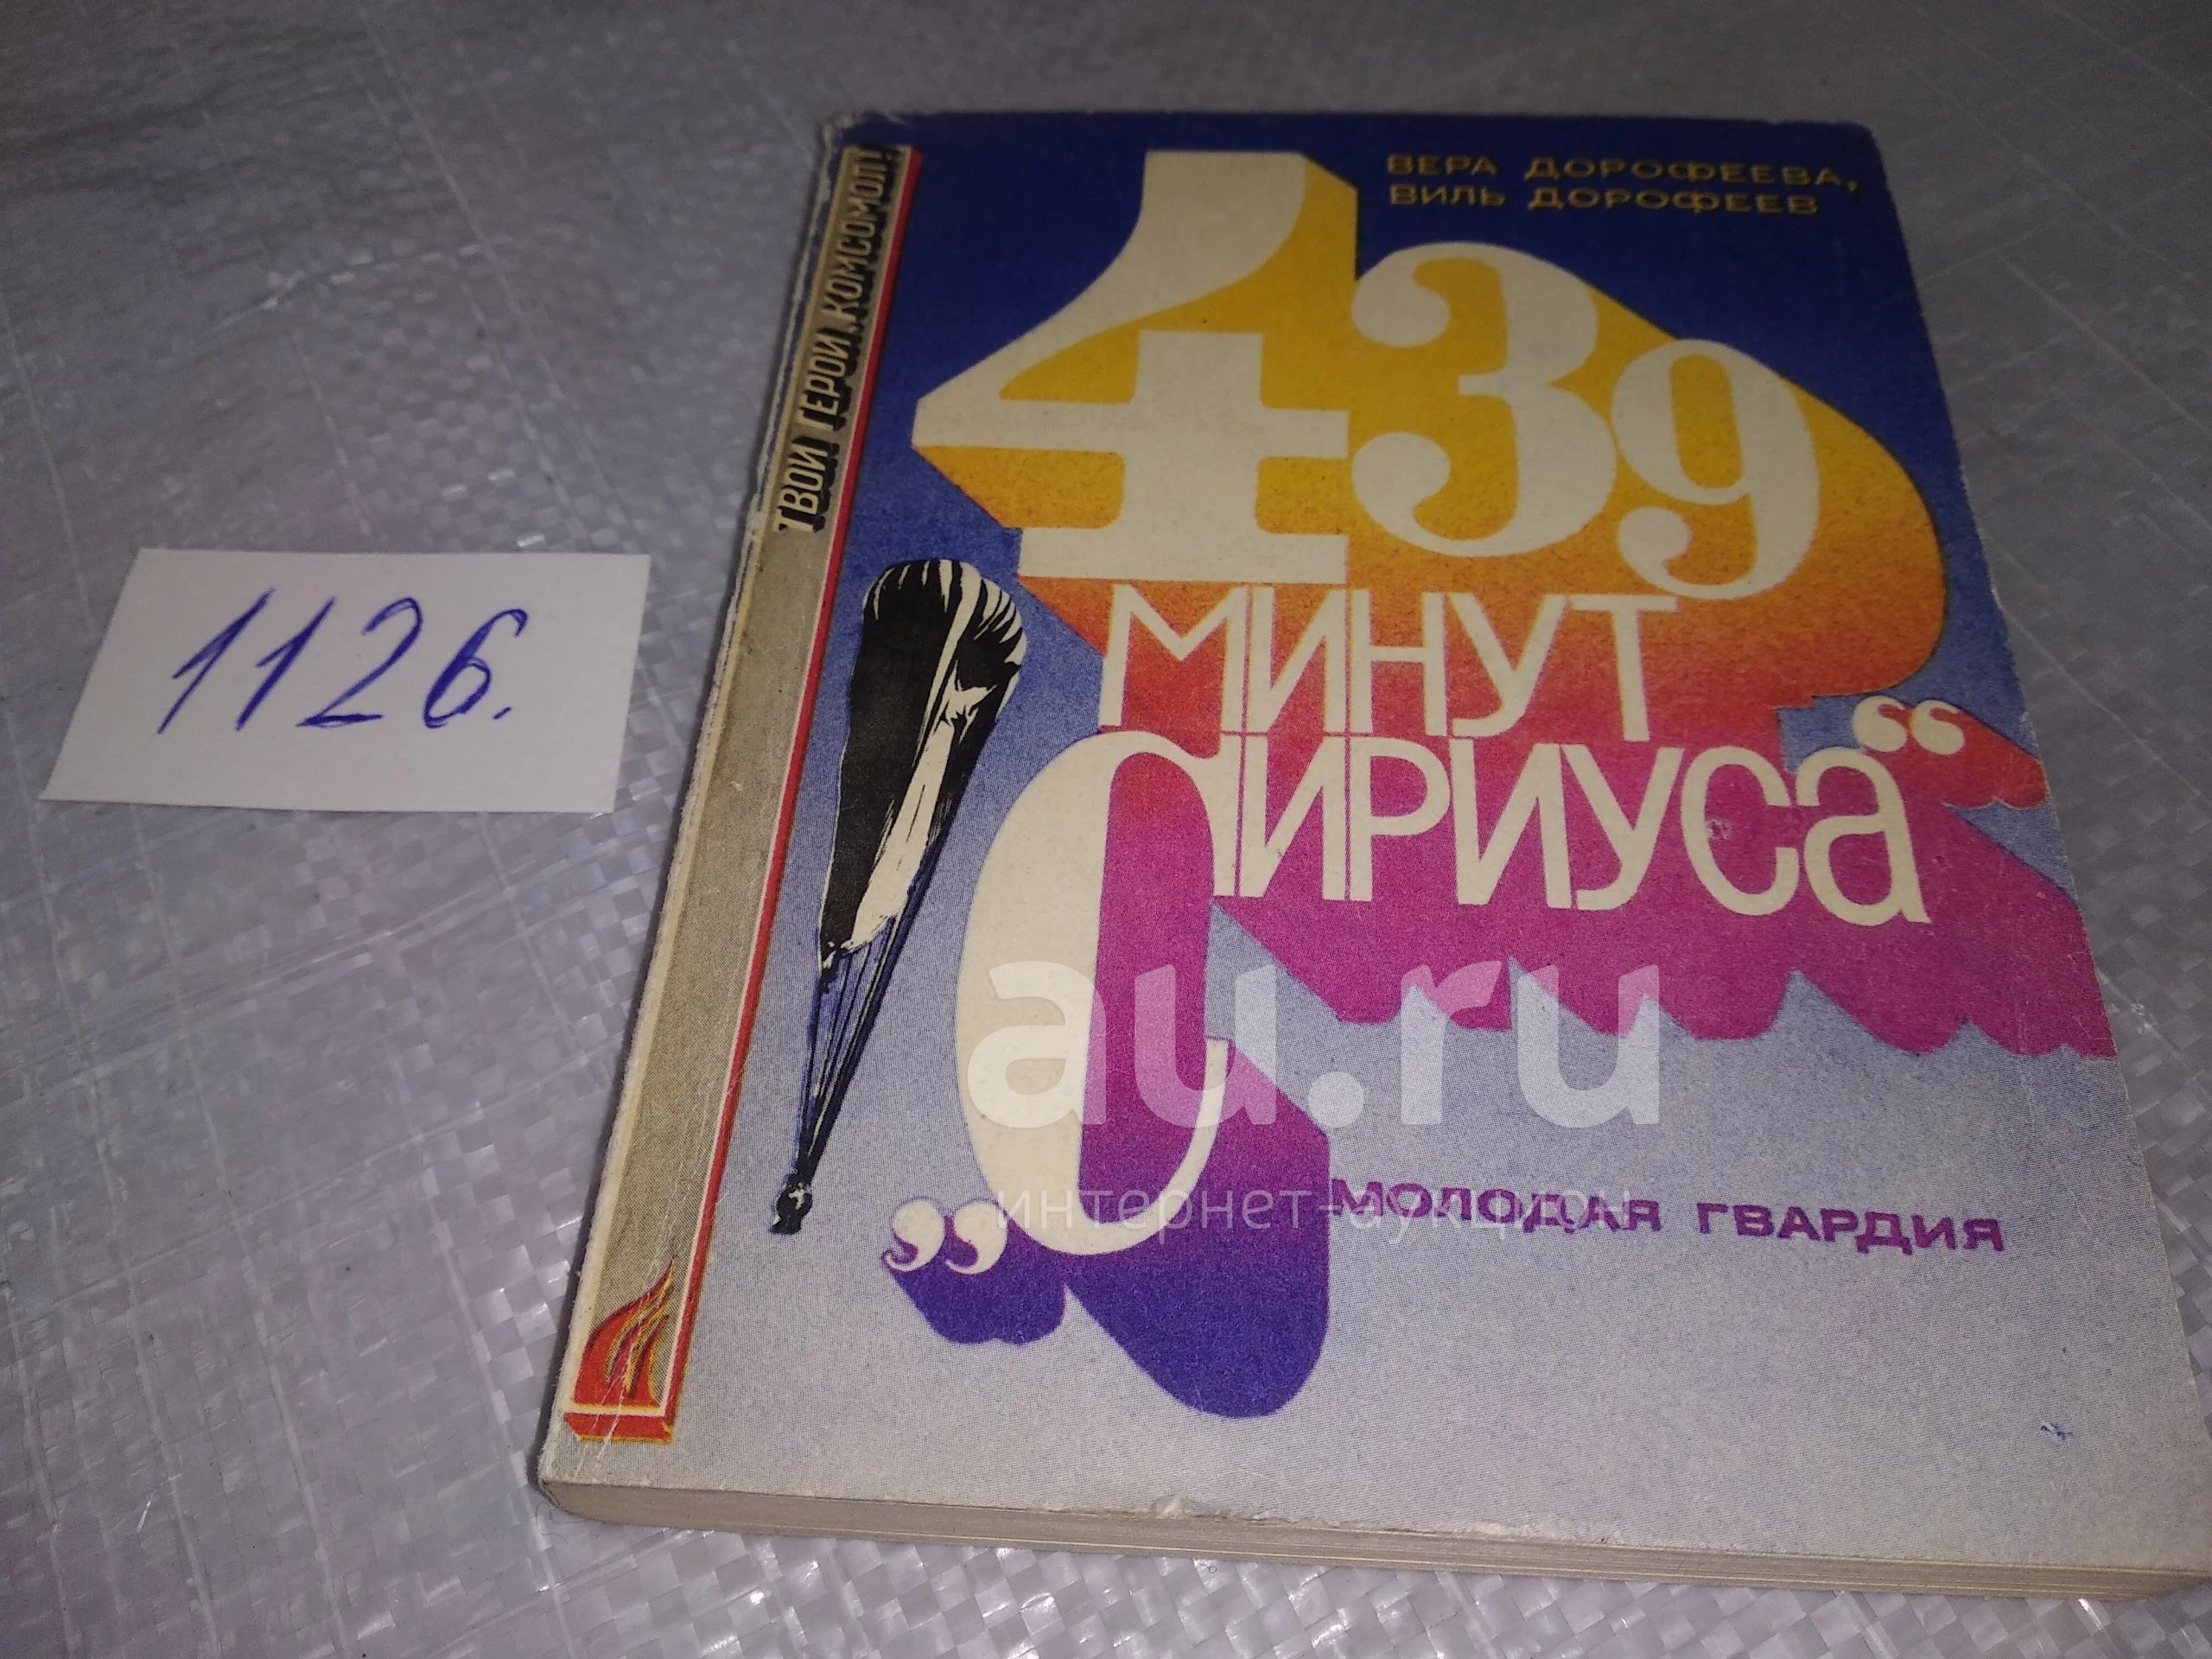 ВЕРА ДОРОФЕЕВА,
ВИЛЬ ДОРОФЕЕВ
439
МИНУТ
„СИРИУСА“
ТВОИ ГЕРОИ, КОМСОМОЛ!
1126.
au.ru
интернет-аукцион
МОЛОДАЯ ГВАРДИЯ